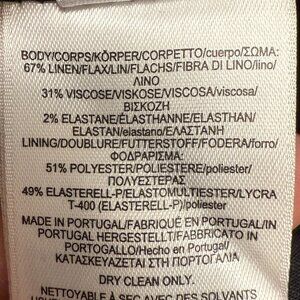 BODY/CORPS/KÖRPER/CORPETTO/cuerpo/ΣΩΜΑ:
67% LINEN/FLAX/LIN/FLACHS/FIBRA DI LINO/lino/
ΛΙΝΟ
31% VISCOSE/VISKOSE/VISCOSA/viscosa/
ΒΙΣΚΟΖΗ
2% ELASTANE/ÉLASTHANNE/ELASTHAN/
ELASTAN/elastano/ΕΛΑΣΤΑΝΗ
LINING/DOUBLURE/FUTTERSTOFF/FODERA/forro/
ΦΟΔΡΑΡΙΣΜΑ:
51% POLYESTER/POLIESTERE/poliester/
ΠΟΛΥΕΣΤΕΡΑΣ
49% ELASTERELL-P/ELASTOMULTIESTER/LYCRA
T-400 (ELASTERELL-P)/poliester
MADE IN PORTUGAL/FABRIQUÉ EN PORTUGAL/IN
PORTUGAL HERGESTELLT/FABBRICATO IN
PORTOGALLO/Hecho en Portugal/
ΚΑΤΑΣΚΕΥΑΖΕΤΑΙ ΣΤΗ ΠΟΡΤΟΓΑΛΙΑ
DRY CLEAN ONLY.
NETTOYABLE À SEC AVEC DES SOLVANTS